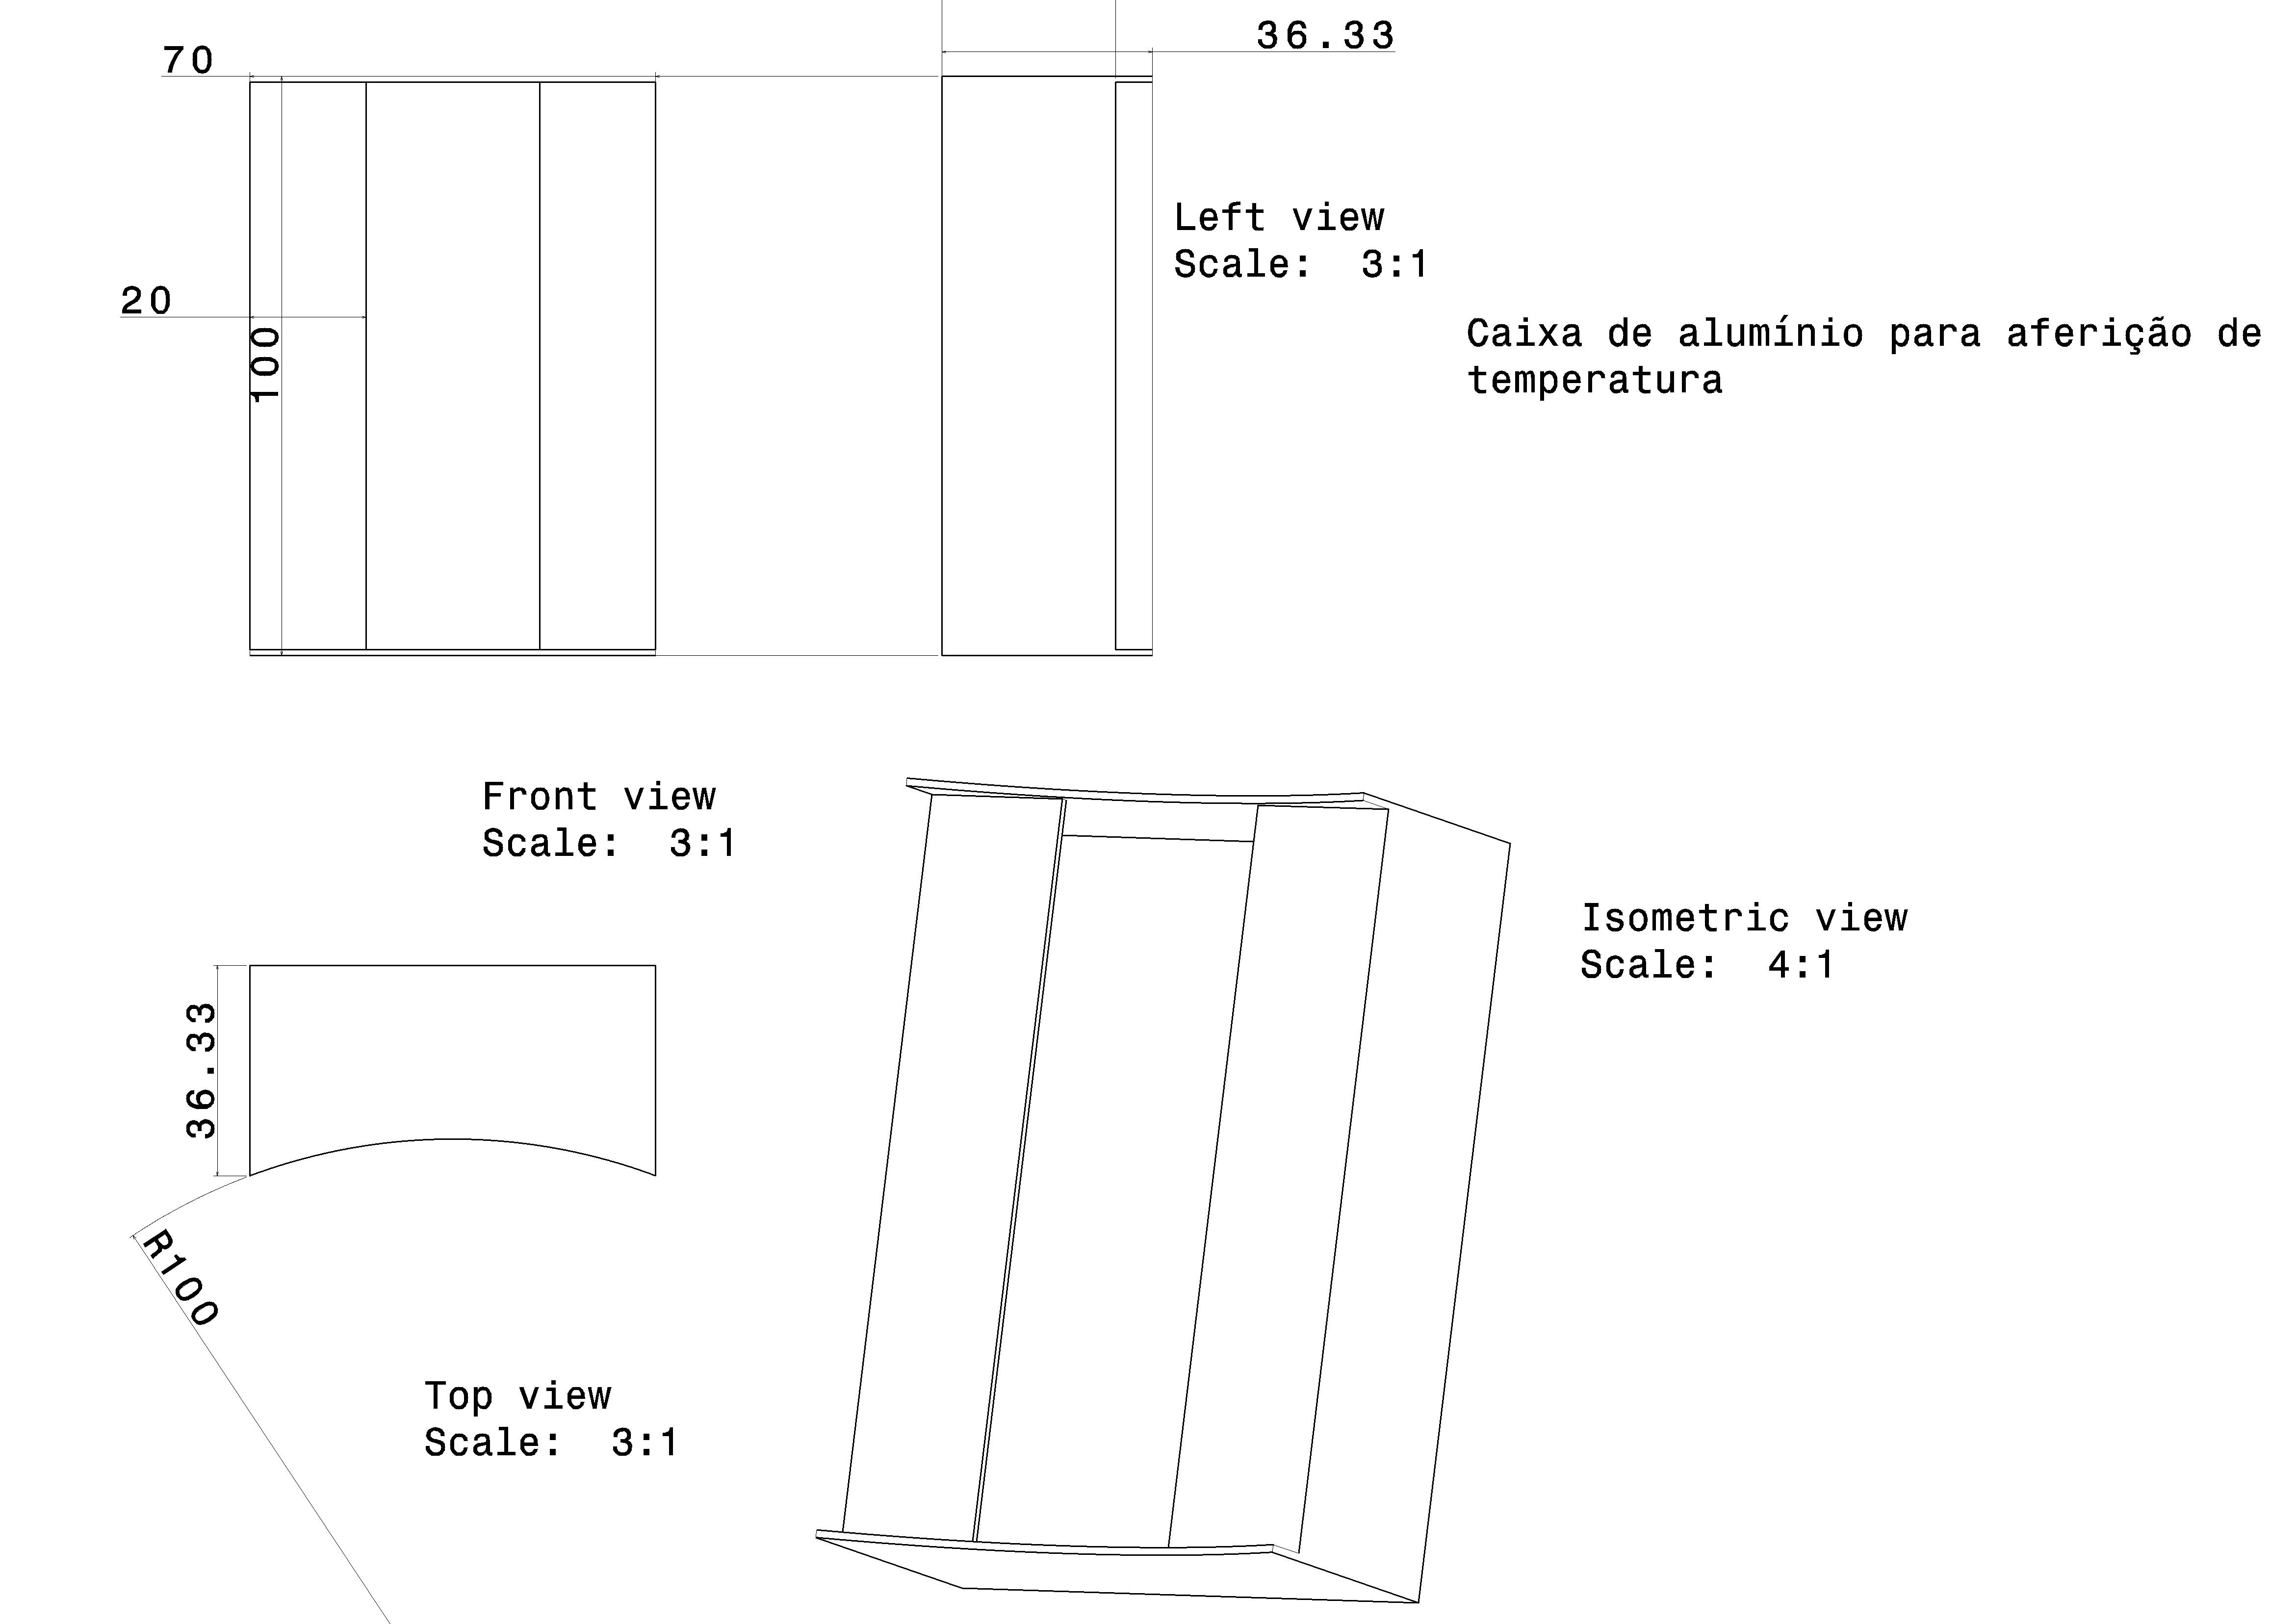 70
36.33
20
100
Left view
Scale: 3:1
Caixa de alumínio para aferição de
temperatura
Front view
Scale: 3:1
Isometric view
Scale: 4:1
36.33
R100
Top view
Scale: 3:1